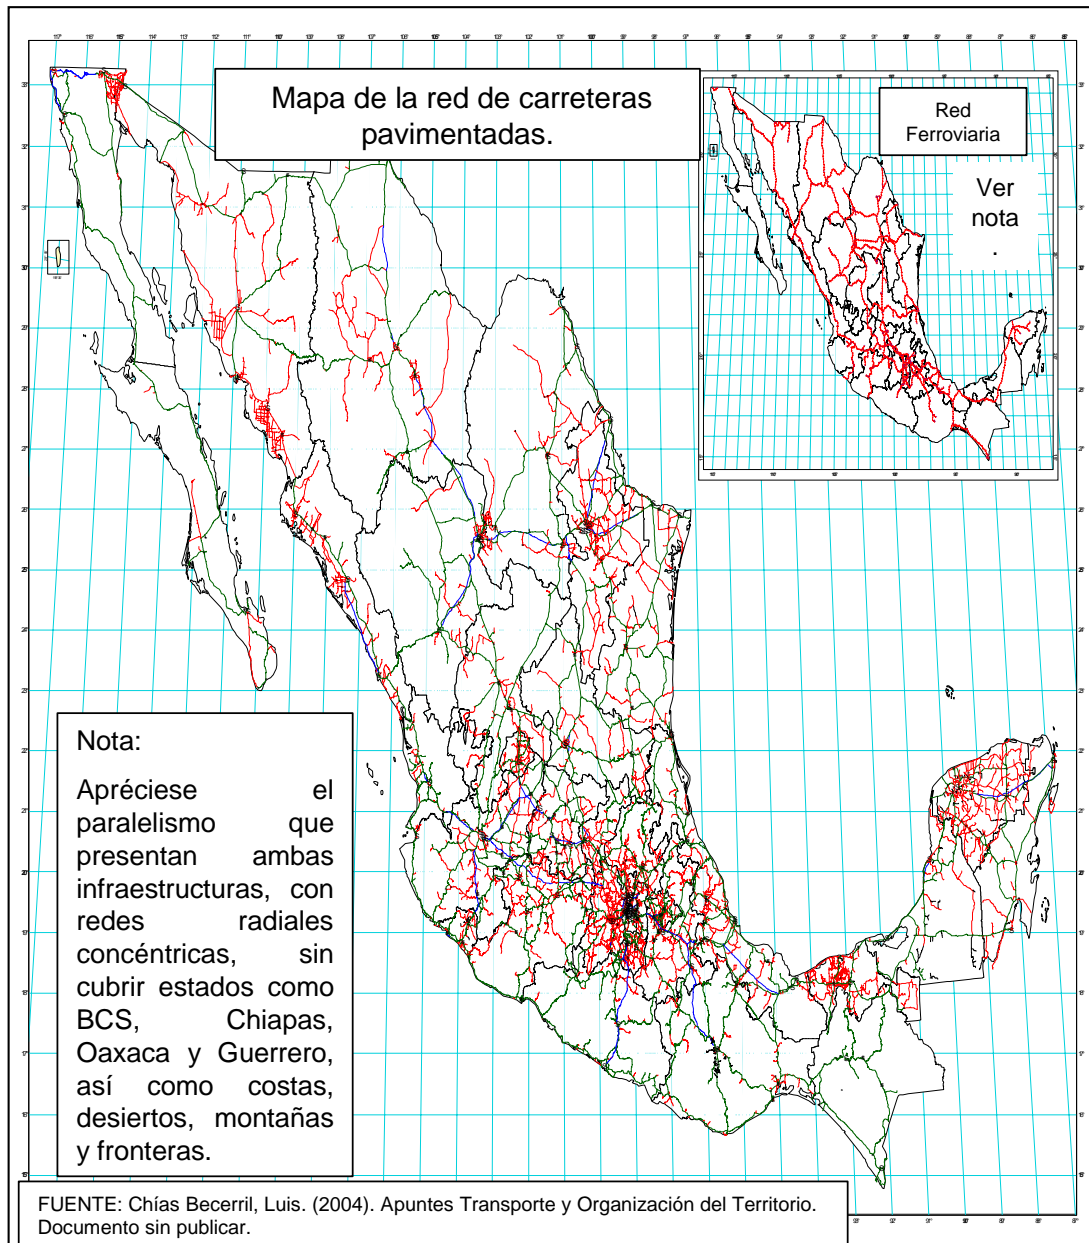 Mapa de la red de carreteras
pavimentadas.
Red
Ferroviaria
Ver
nota
.
Nota:
Apréciese el
paralelismo que
presentan ambas
infraestructuras, con
redes radiales
concéntricas, sin
cubrir estados como
BCS, Chiapas,
Oaxaca y Guerrero,
así como costas,
desiertos, montañas
y fronteras.
FUENTE: Chías Becerril, Luis. (2004). Apuntes Transporte y Organización del Territorio.
Documento sin publicar.